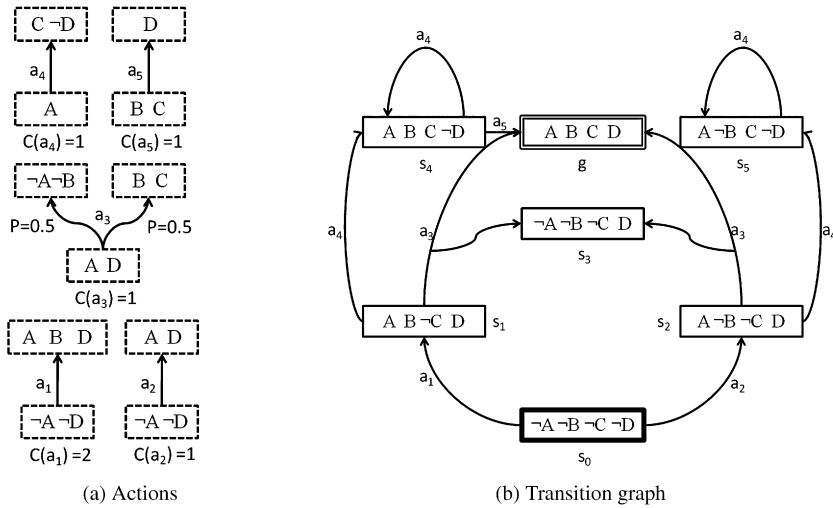 C ¬D
D
a4
a5
A
B C
C(a4) =1
C(a5) =1
¬A¬B
B C
a3
P=0.5
P=0.5
A D
C(a3) =1
A B D
A D
a1
a2
¬A ¬D
¬A ¬D
C(a1) =2
C(a2) =1
(a) Actions
a4
a4
a5
A B C ¬D
A B C D
A ¬B C ¬D
s4
g
s5
a4
a3
¬A ¬B ¬C D
a3
a4
s3
A B ¬C D
s1
s2
A ¬B ¬C D
a1
a2
¬A ¬B ¬C ¬D
s0
(b) Transition graph